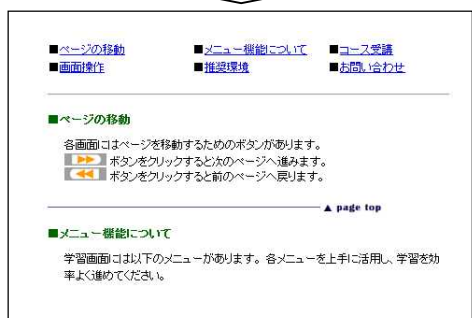 ■ページの移動 ■メニュー機能について ■コース受講
■画面操作 ■推奨環境 ■お問い合わせ
■ページの移動
各画面にはページを移動するためのボタンがあります。
ボタンをクリックすると次のページへ進みます。
ボタンをクリックすると前のページへ戻ります。
▲ page top
■メニュー機能について
学習画面には以下のメニューがあります。各メニューを上手に活用し、学習を効
率よく進めてください。